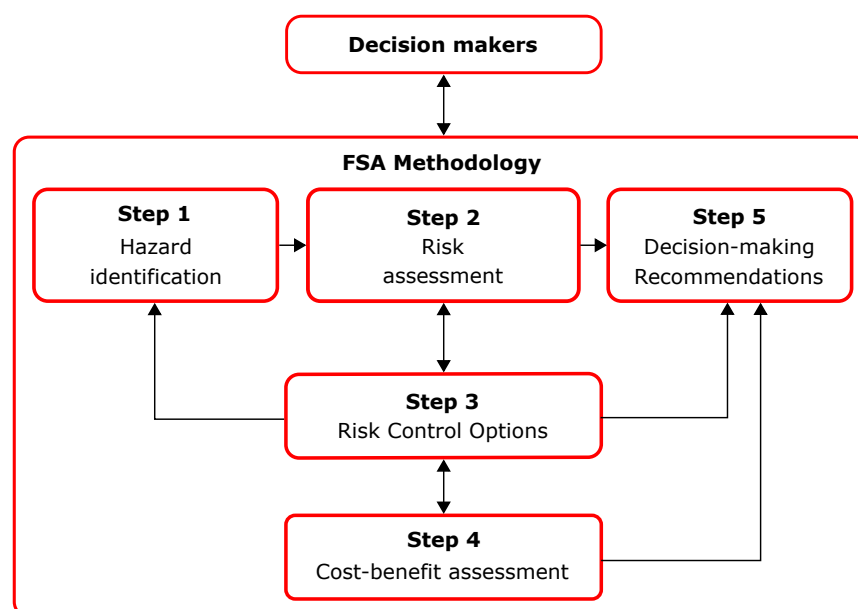 Decision makers
FSA Methodology
Step 1
Hazard
identification
Step 2
Risk
assessment
Step 5
Decision-making
Recommendations
Step 3
Risk Control Options
Step 4
Cost-benefit assessment